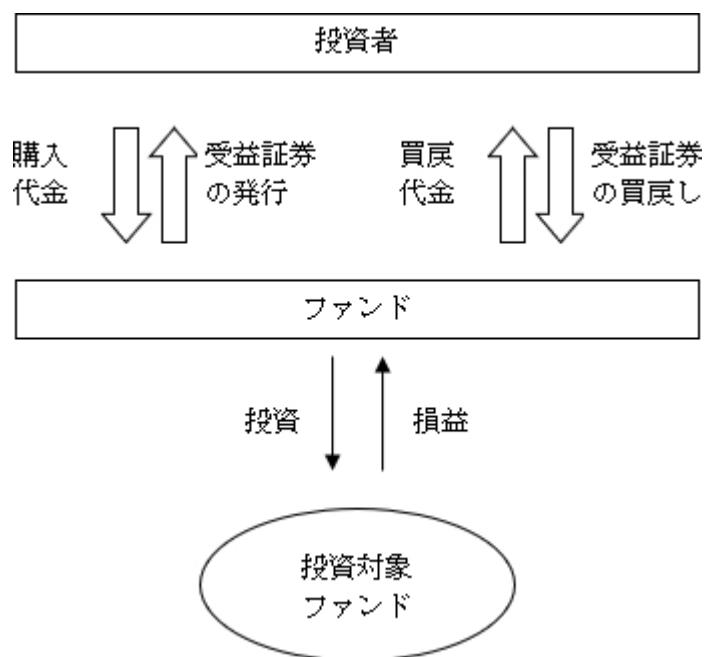 投資者
購入
代金
受益証券
の発行
買戻
代金
受益証券
の買戻し
ファンド
投資
損益
投資対象
ファンド